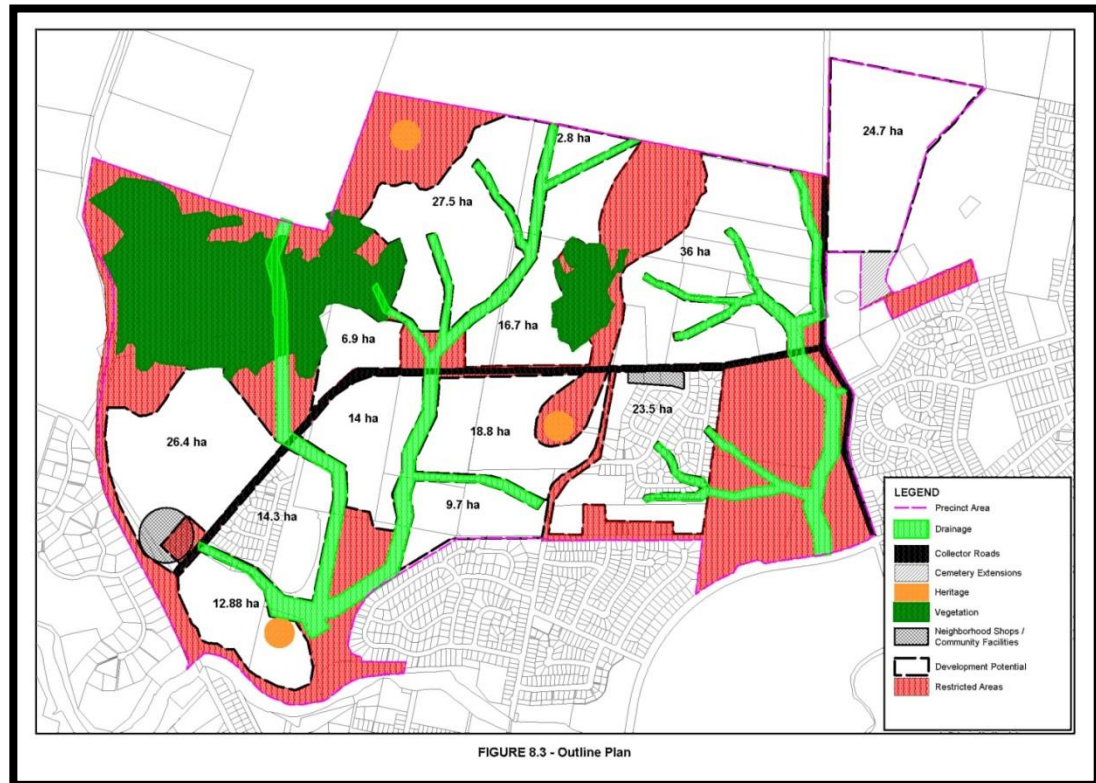 24.7 ha
2.8 ha
27.5 ha
36 ha
16.7 ha
6.9 ha
14 ha
18.8 ha
23.5 ha
26.4 ha
9.7 ha
14.3 ha
12.88 ha
LEGEND
Precinct Area
Drainage
Collector Roads
Cemetery Extensions
Heritage
Vegetation
Neighborhood Shops /
Community Facilities
Development Potential
Restricted Areas
FIGURE 8.3 - Outline Plan